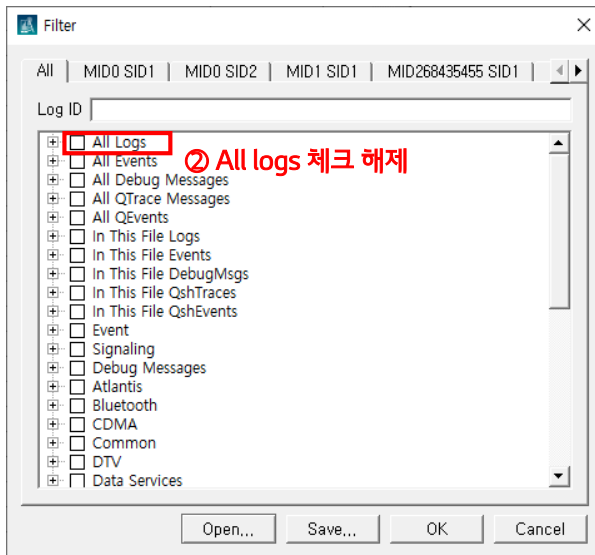 Filter
All MID0 SID1 MID0 SID2 MID1 SID1 MID268435455 SID1
Log ID
All Logs
② All logs 체크 해제
All Events
All Debug Messages
All QTrace Messages
All QEvents
In This File Logs
In This File Events
In This File DebugMsgs
In This File QshTraces
In This File QshEvents
Event
Signaling
Debug Messages
Atlantis
Bluetooth
CDMA
Common
DTV
Data Services
Open... Save... OK Cancel